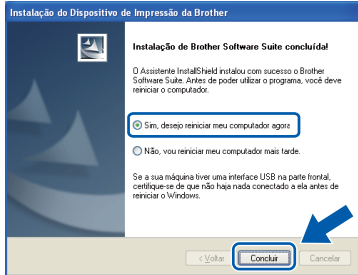 Instalação do Dispositivo de Impressão da Brother
Instalação de Brother Software Suite concluída!
O Assistente InstallShield instalou com sucesso o Brother
Software Suite. Antes de poder utilizar o programa, você deve
reiniciar o computador.
Sim, desejo reiniciar meu computador agora
Não, vou reiniciar meu computador mais tarde.
Se a sua máquina tiver uma interface USB na parte frontal,
certifique-se de que não haja nada conectado a ela antes de
reiniciar o Windows.
< Voltar
Concluir
Cancelar